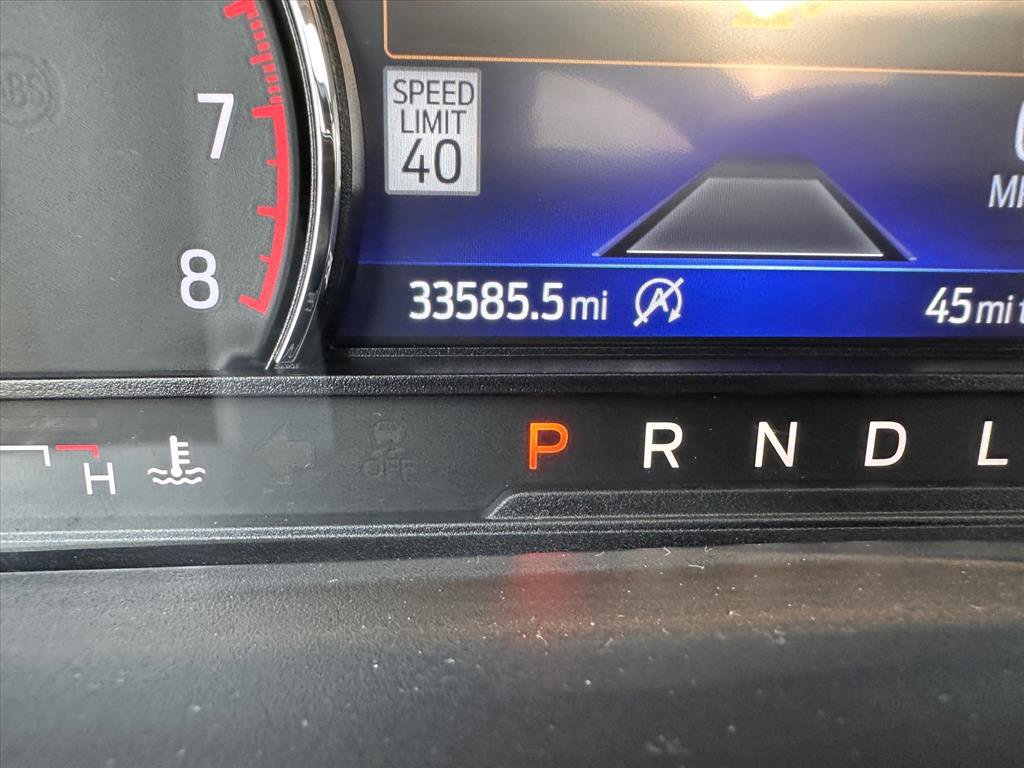 7
8
SPEED
LIMIT
40
33585.5 mi
A
45 mi
H
OFF
P R N D L